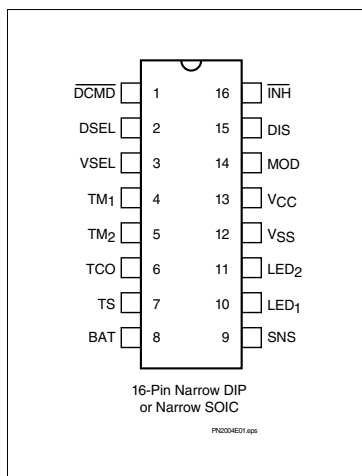 DCMD 1 16 INH
DSEL 2 15 DIS
VSEL 3 14 MOD
TM1 4 13 VCC
TM2 5 12 VSS
TCO 6 11 LED2
TS 7 10 LED1
BAT 8 9 SNS
16-Pin Narrow DIP
or Narrow SOIC
PN2004E01.eps